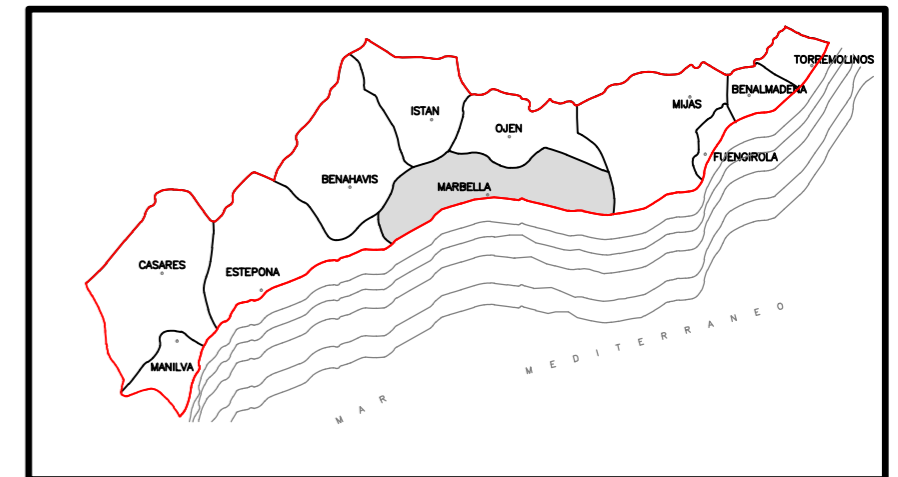 TORREMOLINOS
BENALMADENA
MIJAS
ISTAN
OJEN
FUENGIROLA
BENAHAVIS
MARBELLA
CASARES
ESTEPONA
MANILVA
MAR MEDITERRANEO